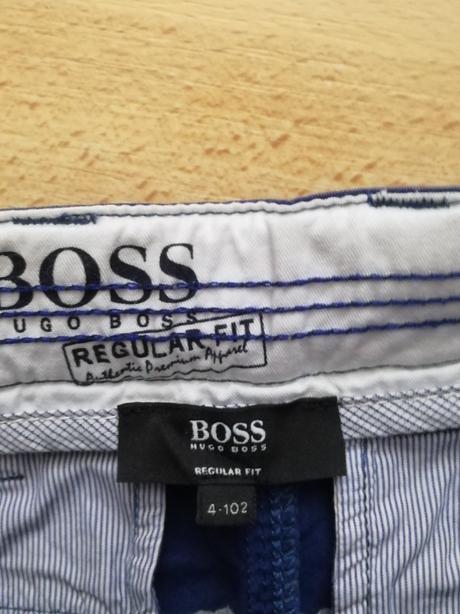 BOSS
HUGO BOSS
REGULAR FIT
Authentic Premium Apparel
BOSS
HUGO BOSS
REGULAR FIT
4-102